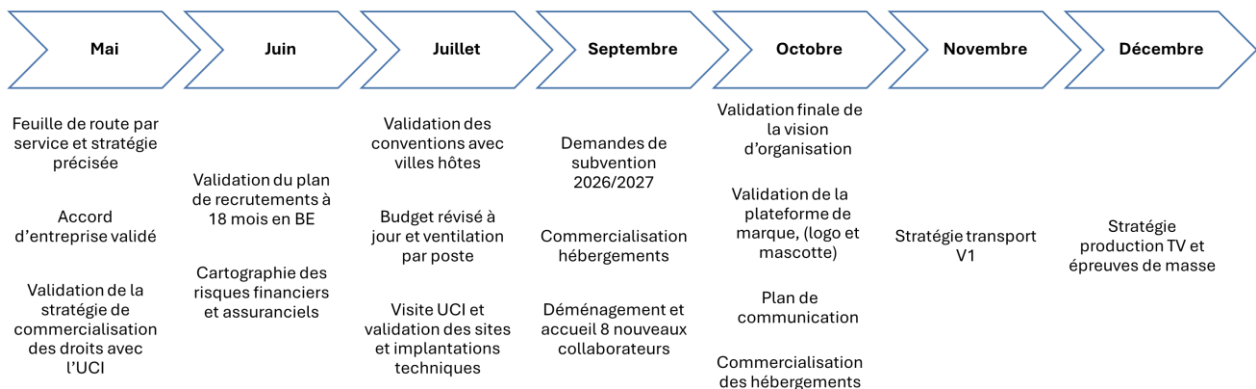 Mai
Juin
Juillet
Septembre
Octobre
Novembre
Décembre
Feuille de route par
service et stratégie
précisée
Accord
d’entreprise validé
Validation de la
stratégie de
commercialisation
des droits avec
l’UCI
Validation du plan
de recrutements à
18 mois en BE
Cartographie des
risques financiers
et assuranciels
Validation des
conventions avec
villes hôtes
Budget révisé à
jour et ventilation
par poste
Visite UCI et
validation des sites
et implantations
techniques
Demandes de
subvention
2026/2027
Commercialisation
hébergements
Déménagement et
accueil 8 nouveaux
collaborateurs
Validation finale de
la vision
d’organisation
Validation de la
plateforme de
marque, (logo et
mascotte)
Plan de
communication
Commercialisation
des hébergements
Stratégie transport
V1
Stratégie
production TV et
épreuves de masse